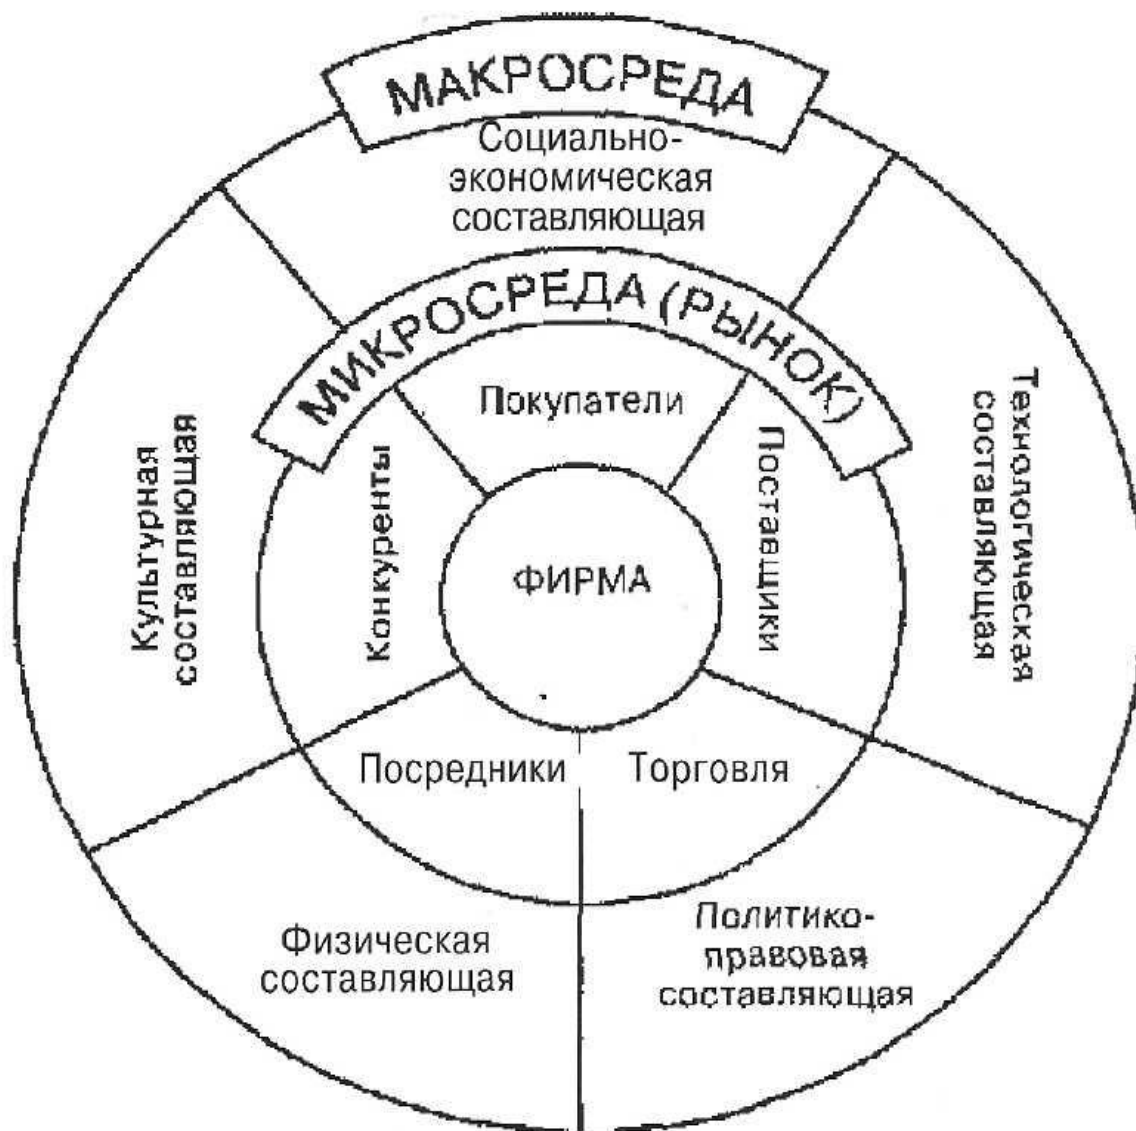 МАКРОСРЕДА
Социально-
экономическая
составляющая
МИКРОСРЕДА (РЫНОК)
Покупатели
Культурная
составляющая
Конкуренты
ФИРМА
Поставщики
Технологическая
составляющая
Посредники
Торговля
Физическая
составляющая
Политико-
правовая
составляющая